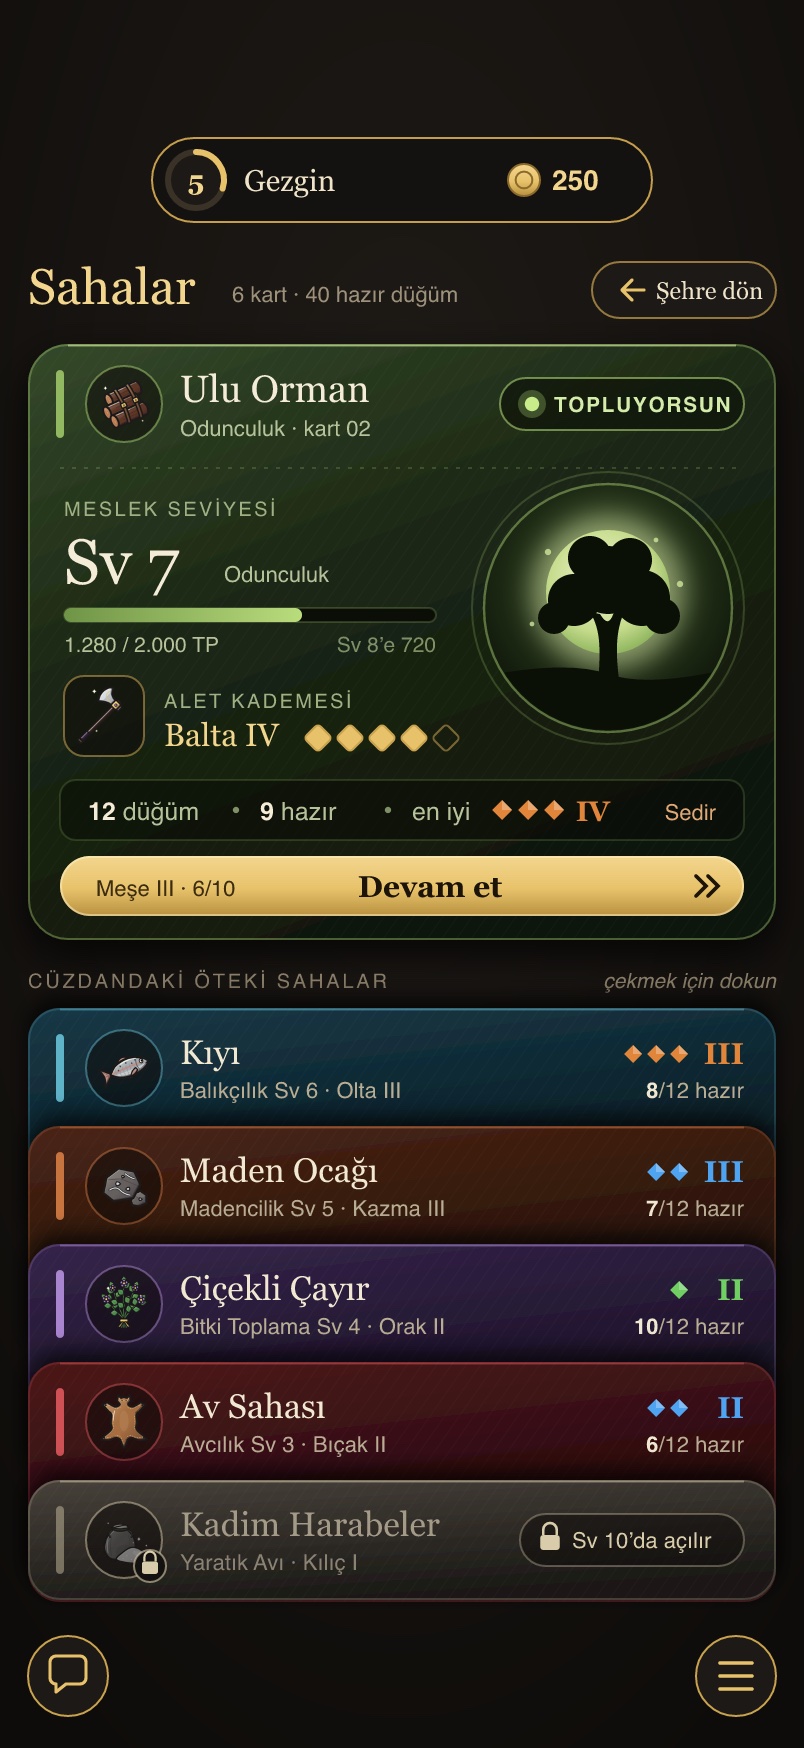 5 Gezgin 250
Sahalar 6 kart · 40 hazır düğüm ← Şehre dön
Ulu Orman
Odunculuk · kart 02
TOPLUYORSUN
MESLEK SEVİYESİ
Sv 7 Odunculuk
1.280 / 2.000 TP Sv 8’e 720
ALET KADEMESİ
Balta IV
12 düğüm • 9 hazır • en iyi IV Sedir
Meşe III · 6/10 Devam et
CÜZDANDAKİ ÖTEKİ SAHALAR çekmek için dokun
Kıyı III
Balıkçılık Sv 6 · Olta III 8/12 hazır
Maden Ocağı III
Madencilik Sv 5 · Kazma III 7/12 hazır
Çiçekli Çayır II
Bitki Toplama Sv 4 · Orak II 10/12 hazır
Av Sahası II
Avcılık Sv 3 · Bıçak II 6/12 hazır
Kadim Harabeler
Yaratık Avı · Kılıç I
Sv 10’da açılır